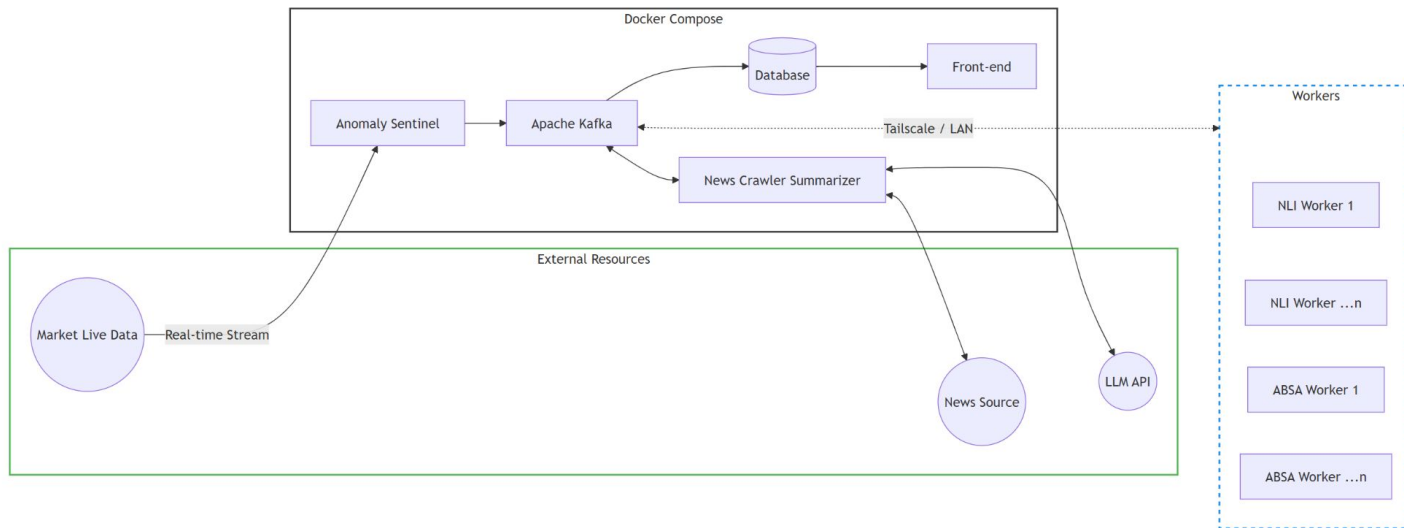 Docker Compose
Database
Front-end
Anomaly Sentinel
Apache Kafka
Tailscale / LAN
News Crawler Summarizer
Workers
NLI Worker 1
NLI Worker ...n
ABSA Worker 1
ABSA Worker ...n
External Resources
Market Live Data
Real-time Stream
News Source
LLM API